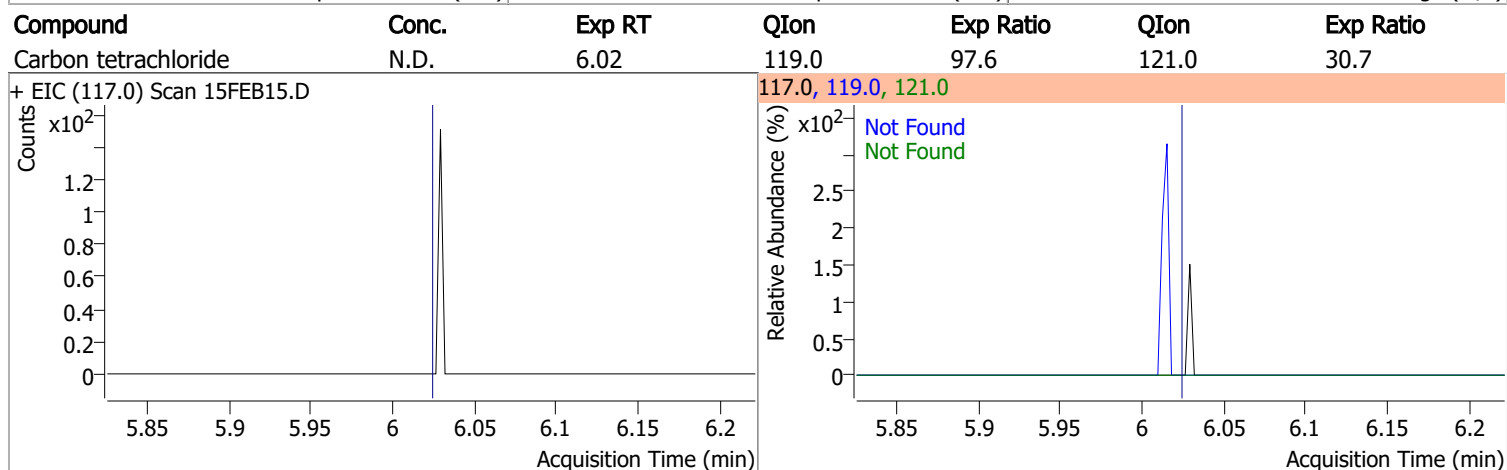 Compound Conc. Exp RT QIon Exp Ratio QIon Exp Ratio
Carbon tetrachloride N.D. 6.02 119.0 97.6 121.0 30.7
+ EIC (117.0) Scan 15FEB15.D
Counts
x10²
1.2
1
0.8
0.6
0.4
0.2
0
5.85 5.9 5.95 6 6.05 6.1 6.15 6.2
Acquisition Time (min)
117.0, 119.0, 121.0
Relative Abundance (%)
x10²
Not Found
Not Found
2.5
2
1.5
1
0.5
0
5.85 5.9 5.95 6 6.05 6.1 6.15 6.2
Acquisition Time (min)